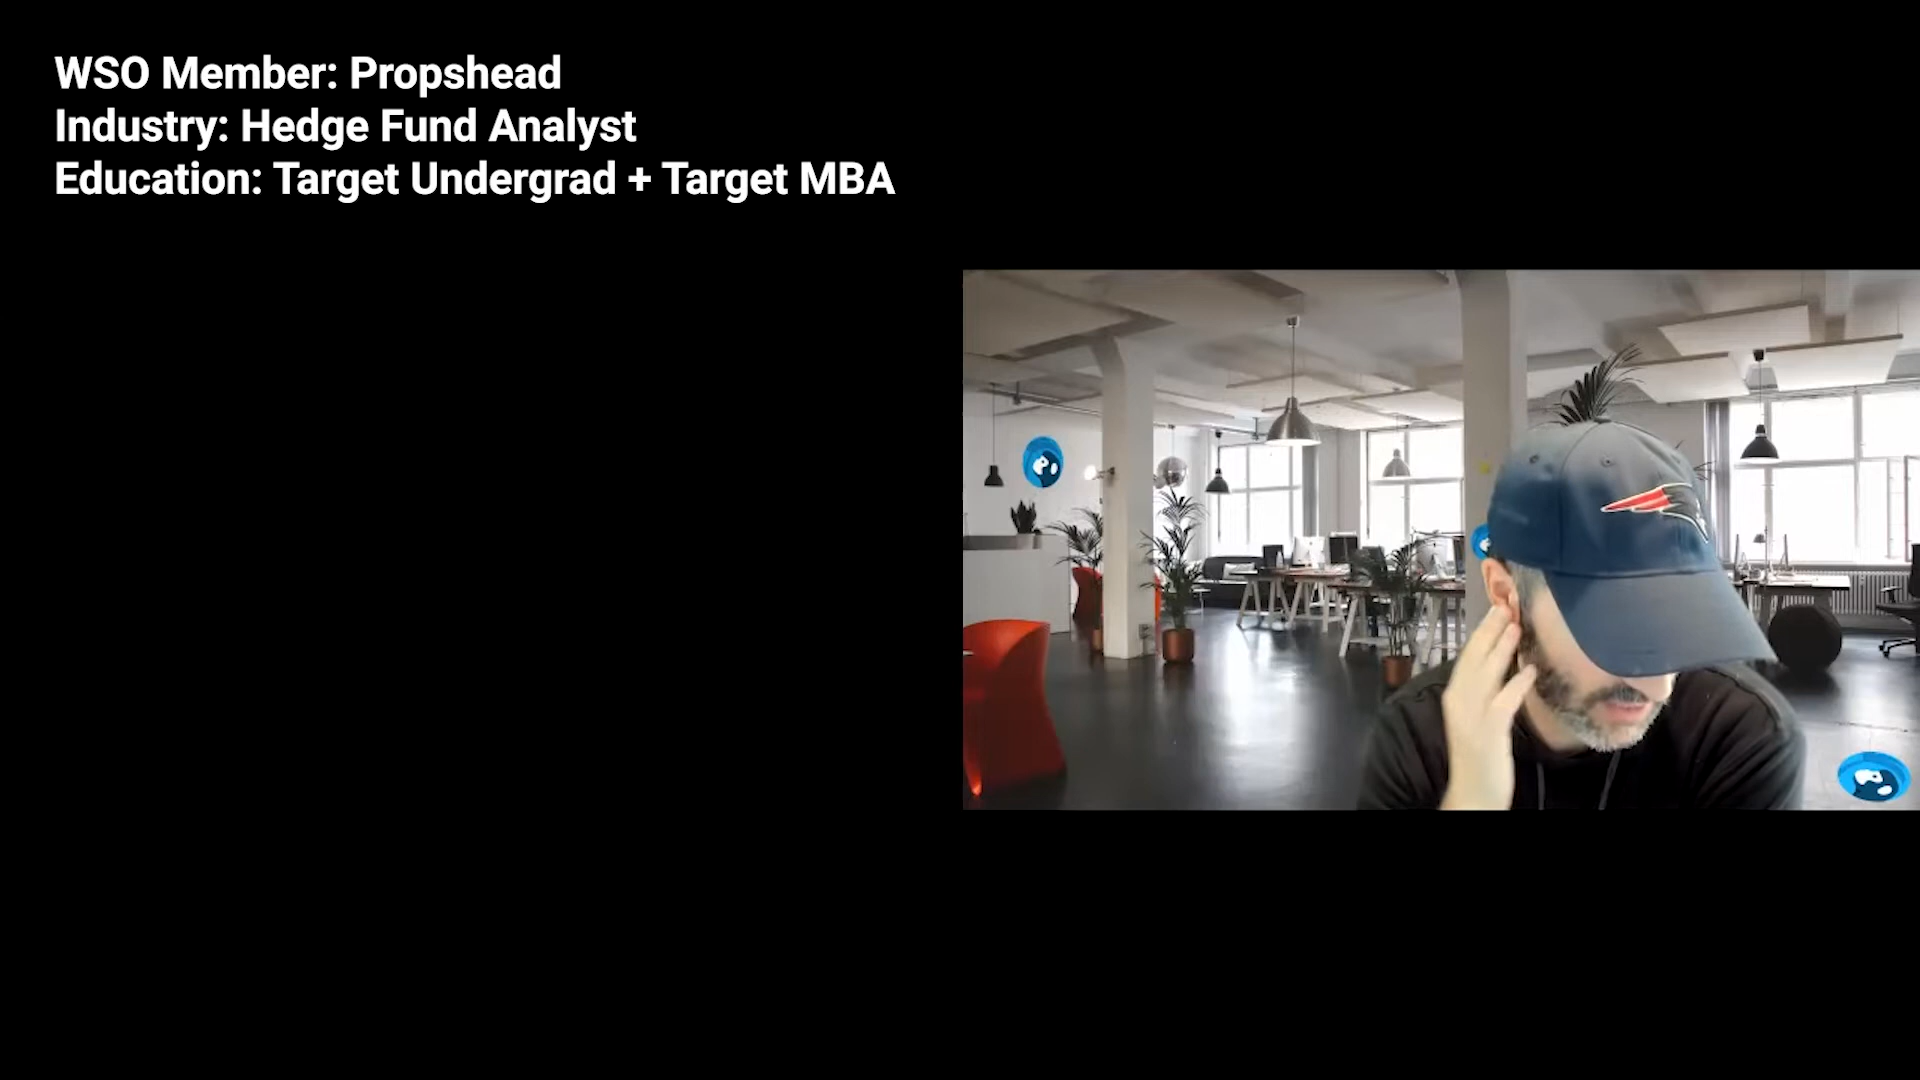 WSO Member: Propshead
Industry: Hedge Fund Analyst
Education: Target Undergrad + Target MBA